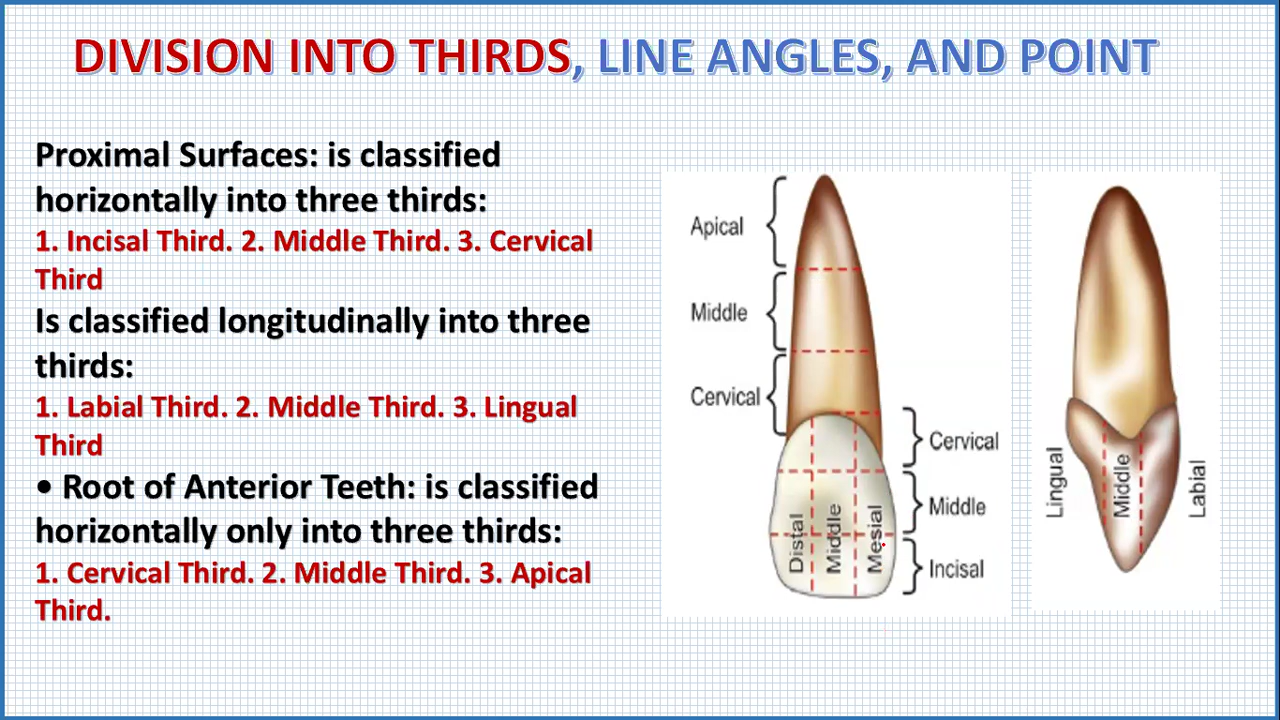 DIVISION INTO THIRDS, LINE ANGLES, AND POINT
Proximal Surfaces: is classified
horizontally into three thirds:
1. Incisal Third. 2. Middle Third. 3. Cervical
Third
Is classified longitudinally into three
thirds:
1. Labial Third. 2. Middle Third. 3. Lingual
Third
• Root of Anterior Teeth: is classified
horizontally only into three thirds:
1. Cervical Third. 2. Middle Third. 3. Apical
Third.
Apical
Middle
Cervical
Cervical
Middle
Incisal
Distal
Middle
Mesial
Lingual
Middle
Labial